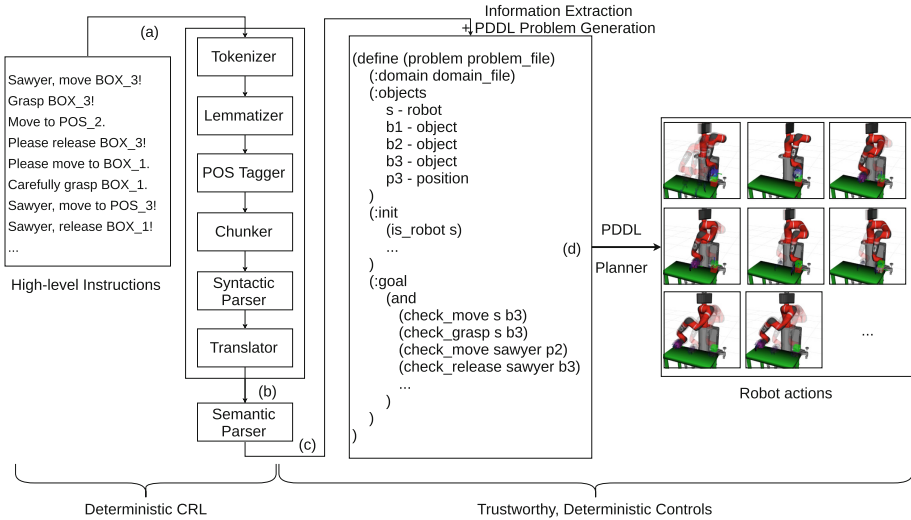 (a)
Sawyer, move BOX_3!
Grasp BOX_3!
Move to POS_2.
Please release BOX_3!
Please move to BOX_1.
Carefully grasp BOX_1.
Sawyer, move to POS_3!
Sawyer, release BOX_1!
...
High-level Instructions
Tokenizer
Lemmatizer
POS Tagger
Chunker
Syntactic
Parser
Translator
(b)
Semantic
Parser
(c)
Information Extraction
+ PDDL Problem Generation
(define (problem problem_file)
(:domain domain_file)
(:objects
s - robot
b1 - object
b2 - object
b3 - object
p3 - position
)
(:init
(is_robot s)
...
)
(:goal
(and
(check_move s b3)
(check_grasp s b3)
(check_move sawyer p2)
(check_release sawyer b3)
...
)
)
)
(d)
PDDL
Planner
...
Robot actions
Deterministic CRL
Trustworthy, Deterministic Controls